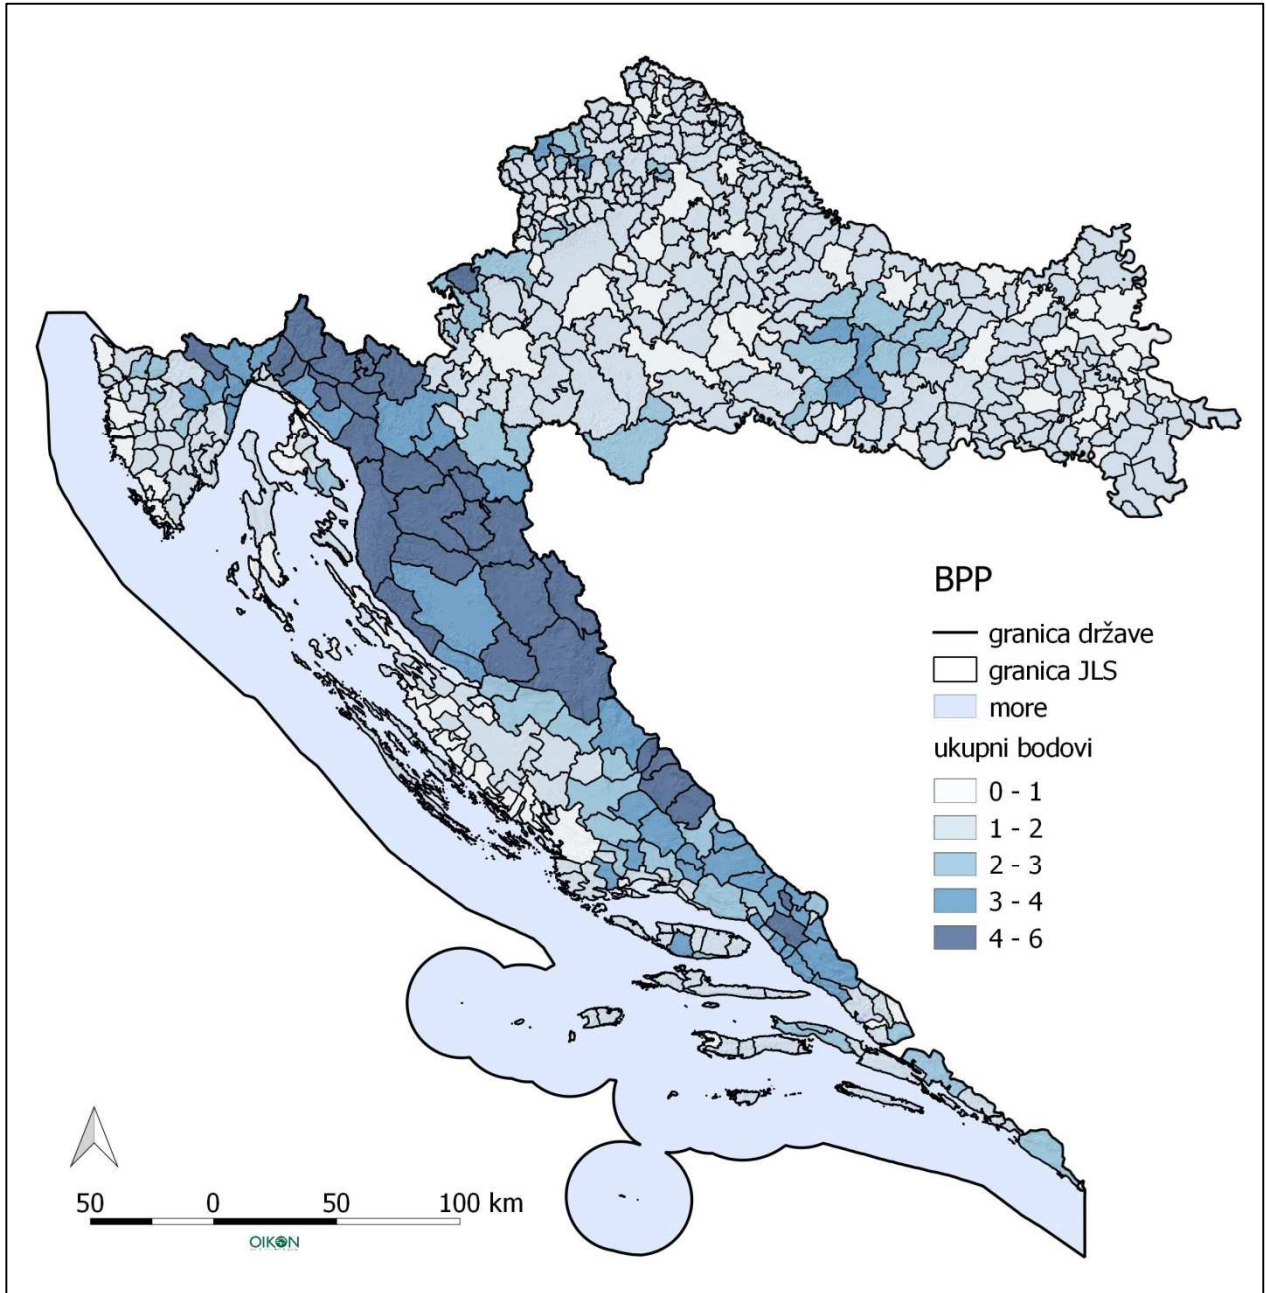 BPP
granica države
granica JLS
more
ukupni bodovi
0 - 1
1 - 2
2 - 3
3 - 4
4 - 6
50 0 50 100 km
OIKON